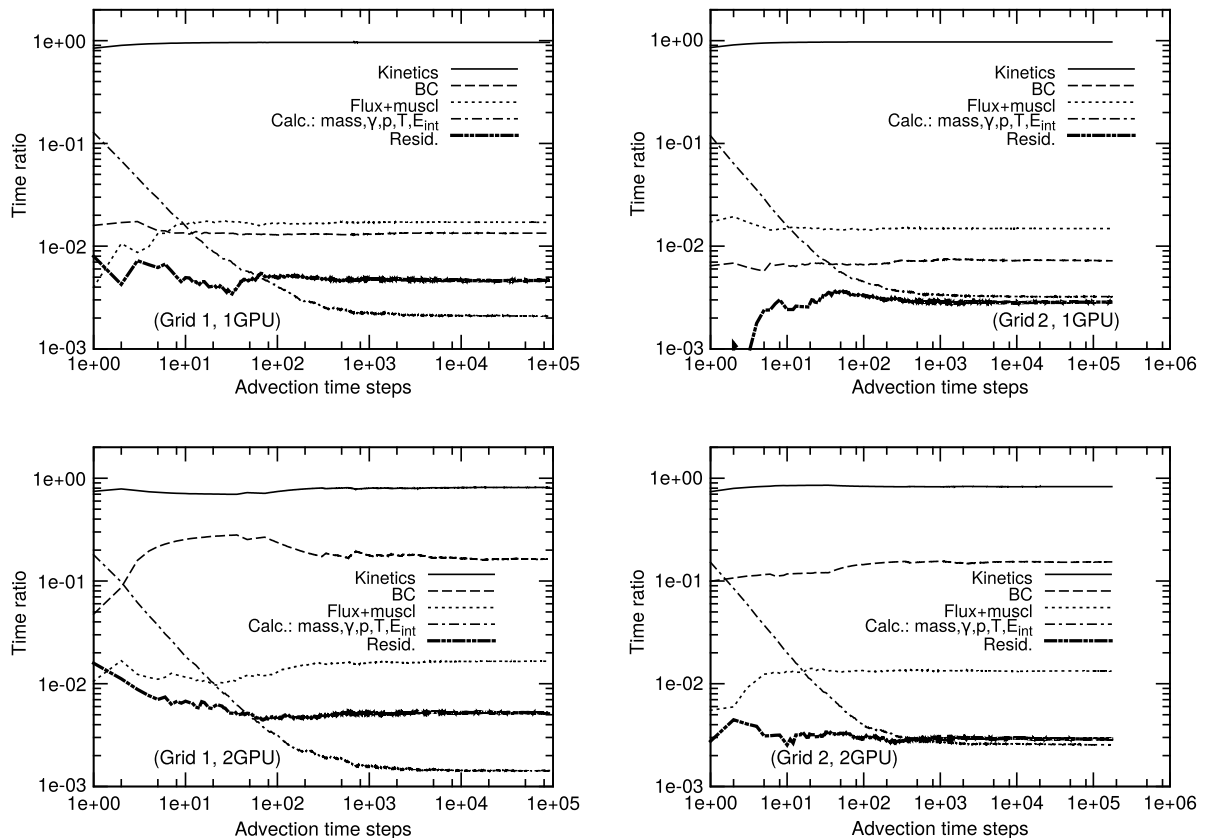 1e+00
1e-01
1e-02
1e-03
Time ratio
Kinetics
BC
Flux+muscl
Calc.: mass,γ,p,T,E_int
Resid.
(Grid 1, 1GPU)
1e+00 1e+01 1e+02 1e+03 1e+04 1e+05
Advection time steps
1e+00
1e-01
1e-02
1e-03
Time ratio
Kinetics
BC
Flux+muscl
Calc.: mass,γ,p,T,E_int
Resid.
(Grid 2, 1GPU)
1e+00 1e+01 1e+02 1e+03 1e+04 1e+05 1e+06
Advection time steps
1e+00
1e-01
1e-02
1e-03
Time ratio
Kinetics
BC
Flux+muscl
Calc.: mass,γ,p,T,E_int
Resid.
(Grid 1, 2GPU)
1e+00 1e+01 1e+02 1e+03 1e+04 1e+05
Advection time steps
1e+00
1e-01
1e-02
1e-03
Time ratio
Kinetics
BC
Flux+muscl
Calc.: mass,γ,p,T,E_int
Resid.
(Grid 2, 2GPU)
1e+00 1e+01 1e+02 1e+03 1e+04 1e+05 1e+06
Advection time steps